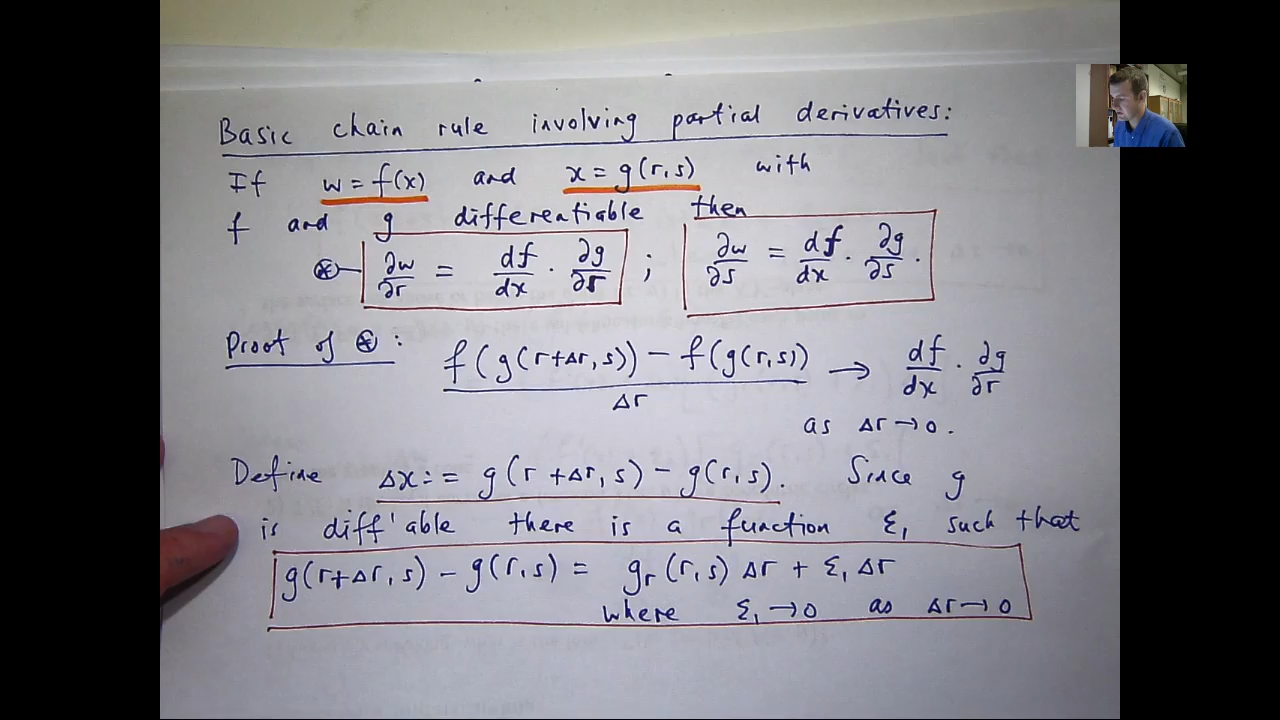 Basic chain rule involving partial derivatives:
If w = f(x) and x = g(r,s) with
f and g differentiable then
⊛ ∂w/∂r = df/dx · ∂g/∂r ; ∂w/∂s = df/dx · ∂g/∂s .
Proof of ⊛ : f(g(r+Δr,s)) − f(g(r,s)) / Δr → df/dx · ∂g/∂r
as Δr→0.
Define Δx := g(r+Δr,s) − g(r,s). Since g
is diff'able there is a function ε₁ such that
g(r+Δr,s) − g(r,s) = gᵣ(r,s) Δr + ε₁ Δr
where ε₁→0 as Δr→0